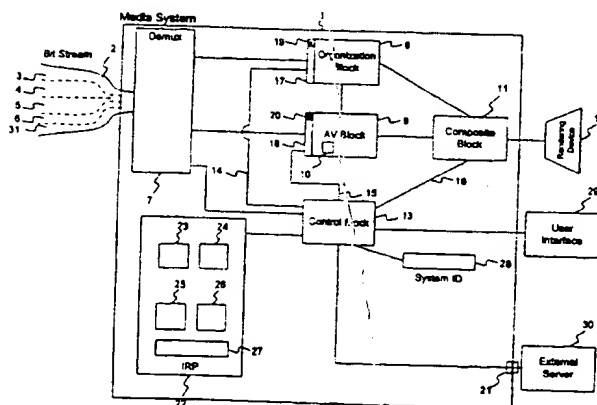 1
Media System
19
8
Demux
Organization
Block
Bit Stream
2
3
4
5
6
31
17
11
20
9
AV Block
Composite
Block
Rendering
Device
18
10
14
15
16
29
Control Block
13
User
Interface
7
23
24
28
System ID
25
26
30
27
External
Server
IRP
21
22